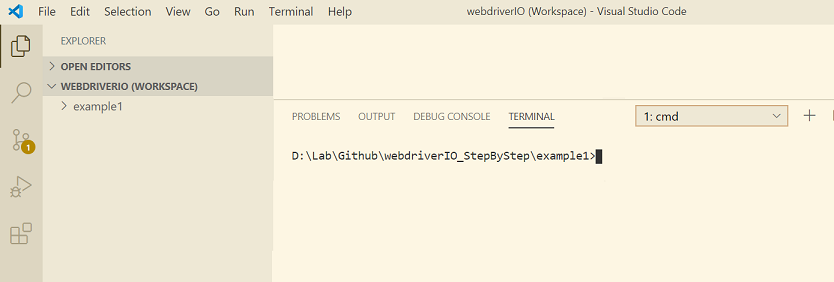 File Edit Selection View Go Run Terminal Help webdriverIO (Workspace) - Visual Studio Code
EXPLORER
OPEN EDITORS
WEBDRIVERIO (WORKSPACE)
example1
1
PROBLEMS OUTPUT DEBUG CONSOLE TERMINAL 1: cmd
D:\Lab\Github\webdriverIO_StepByStep\example1>